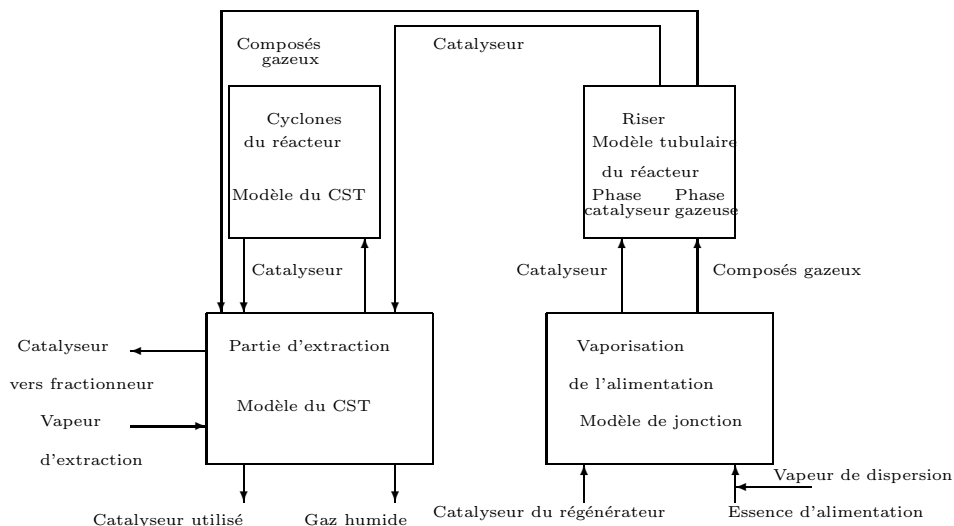 Composés
gazeux
Catalyseur
Cyclones
du réacteur
Modèle du CST
Riser
Modèle tubulaire
du réacteur
Phase Phase
catalyseur gazeuse
Catalyseur
Catalyseur
Composés gazeux
Catalyseur
vers fractionneur
Vapeur
d'extraction
Partie d'extraction
Modèle du CST
Vaporisation
de l'alimentation
Modèle de jonction
Vapeur de dispersion
Catalyseur utilisé
Gaz humide
Catalyseur du régénérateur
Essence d'alimentation